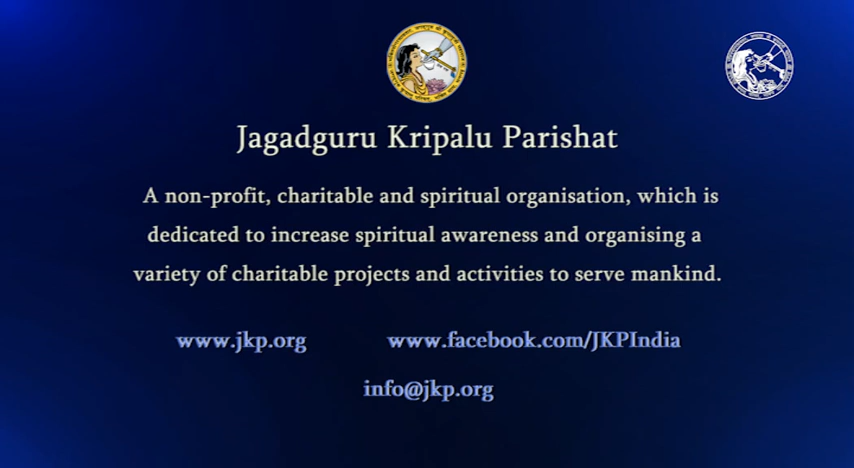 Jagadguru Kripalu Parishat
A non-profit, charitable and spiritual organisation, which is
dedicated to increase spiritual awareness and organising a
variety of charitable projects and activities to serve mankind.
www.jkp.org www.facebook.com/JKPIndia
info@jkp.org